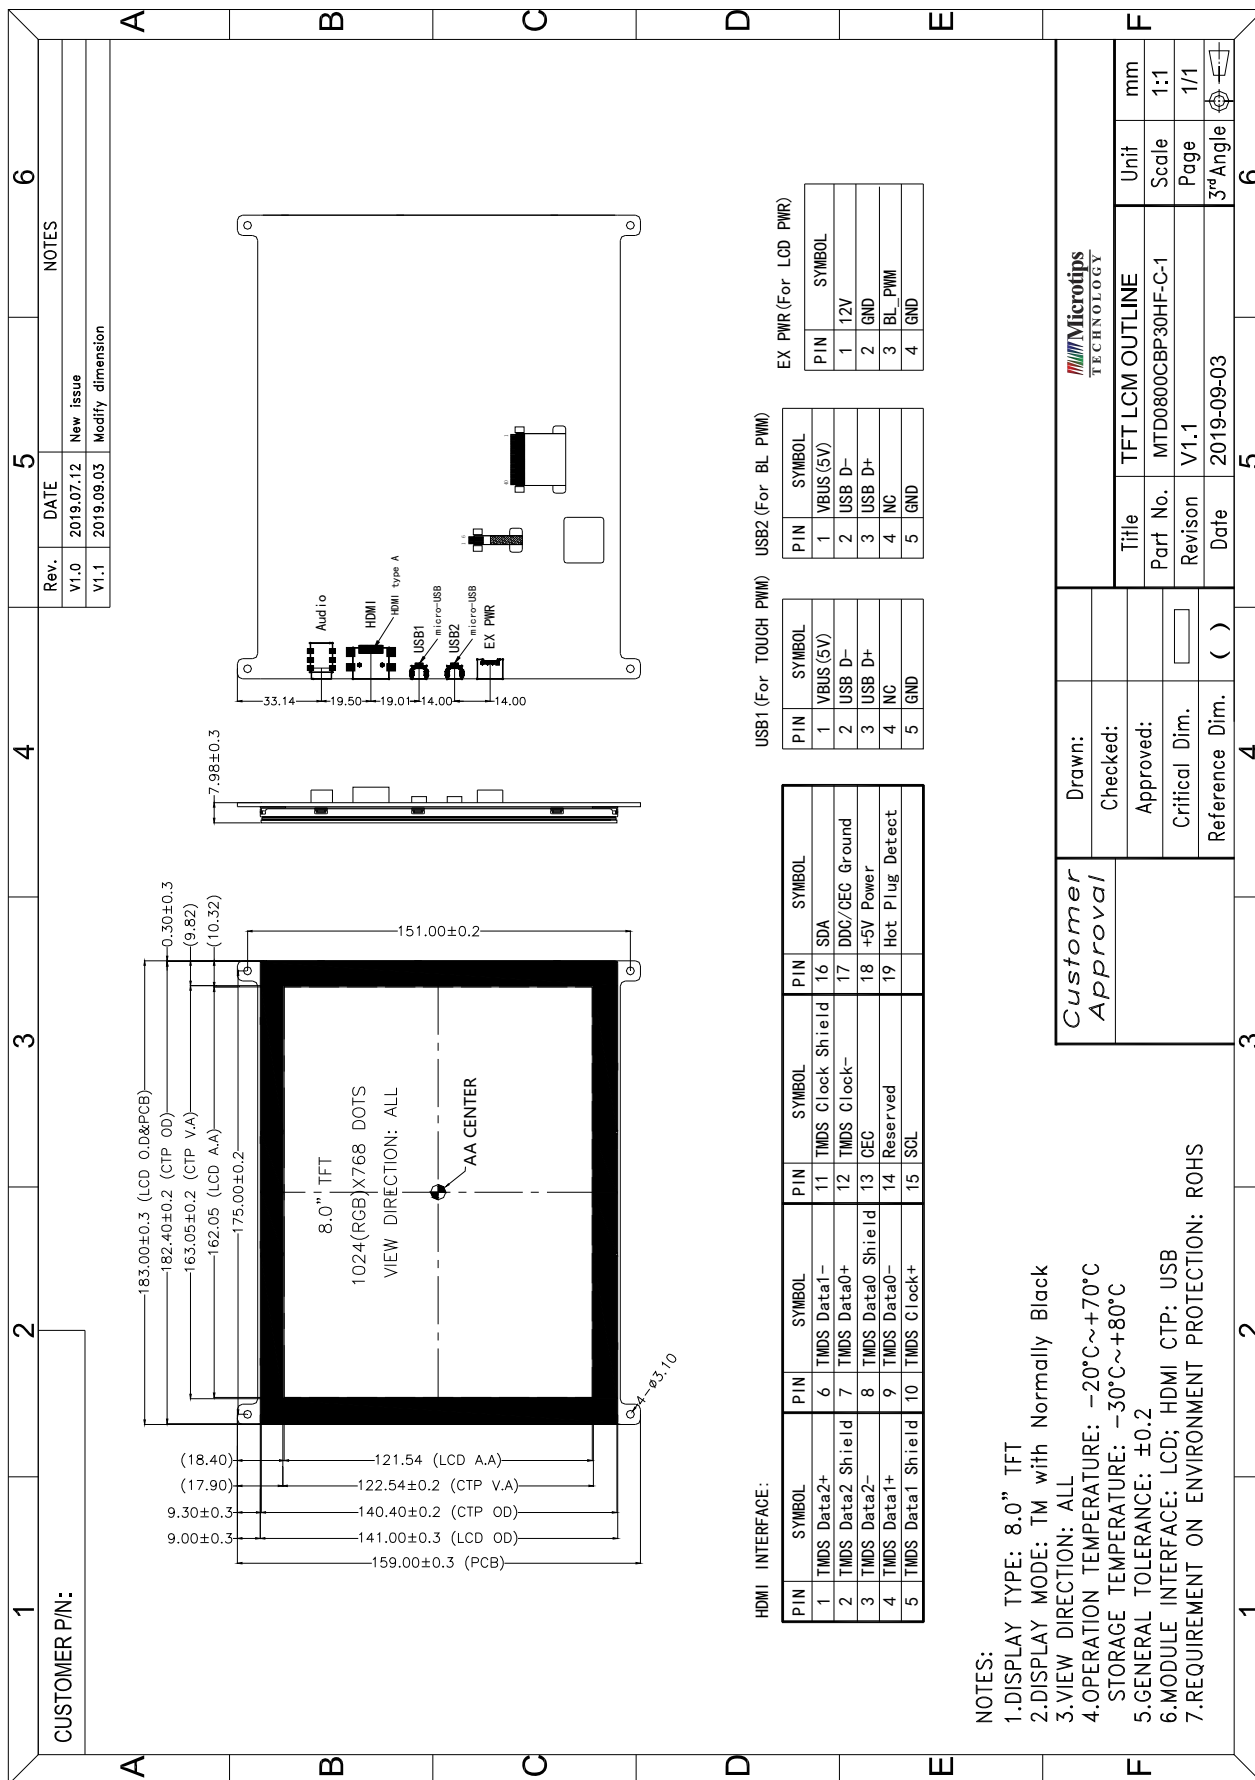 1 2 3 4 5 6
A
B
C
D
E
F
CUSTOMER P/N:
Rev. DATE NOTES
V1.0 2019.07.12 New issue
V1.1 2019.09.03 Modify dimension
183.00±0.3 (LCD O.D&PCB)
182.40±0.2 (CTP OD) 0.30±0.3
163.05±0.2 (CTP V.A) (9.82)
162.05 (LCD A.A) (10.32)
175.00±0.2
(18.40) 121.54 (LCD A.A)
(17.90) 122.54±0.2 (CTP V.A)
9.30±0.3 140.40±0.2 (CTP OD)
9.00±0.3 141.00±0.3 (LCD OD)
159.00±0.3 (PCB)
151.00±0.2
8.0" TFT
1024(RGB)X768 DOTS
VIEW DIRECTION: ALL
AA CENTER
4-ø3.10
7.98±0.3
33.14
19.50
19.01
14.00
14.00
Audio
HDMI
HDMI type A
USB1
micro-USB
USB2
micro-USB
EX PWR
HDMI INTERFACE:
PIN SYMBOL PIN SYMBOL PIN SYMBOL PIN SYMBOL
1 TMDS Data2+ 6 TMDS Data1- 11 TMDS Clock Shield 16 SDA
2 TMDS Data2 Shield 7 TMDS Data0+ 12 TMDS Clock- 17 DDC/CEC Ground
3 TMDS Data2- 8 TMDS Data0 Shield 13 CEC 18 +5V Power
4 TMDS Data1+ 9 TMDS Data0- 14 Reserved 19 Hot Plug Detect
5 TMDS Data1 Shield 10 TMDS Clock+ 15 SCL
USB1(For TOUCH PWM)
PIN SYMBOL
1 VBUS(5V)
2 USB D-
3 USB D+
4 NC
5 GND
USB2(For BL PWM)
PIN SYMBOL
1 VBUS(5V)
2 USB D-
3 USB D+
4 NC
5 GND
EX PWR(For LCD PWR)
PIN SYMBOL
1 12V
2 GND
3 BL_PWM
4 GND
NOTES:
1.DISPLAY TYPE: 8.0" TFT
2.DISPLAY MODE: TM with Normally Black
3.VIEW DIRECTION: ALL
4.OPERATION TEMPERATURE: -20°C~+70°C
STORAGE TEMPERATURE: -30°C~+80°C
5.GENERAL TOLERANCE: ±0.2
6.MODULE INTERFACE: LCD; HDMI CTP: USB
7.REQUIREMENT ON ENVIRONMENT PROTECTION: ROHS
Customer
Approval
Drawn:
Checked:
Approved:
Critical Dim.
Reference Dim. ( )
Microtips
TECHNOLOGY
Title TFT LCM OUTLINE Unit mm
Part No. MTD0800CBP30HF-C-1 Scale 1:1
Revison V1.1 Page 1/1
Date 2019-09-03 3rd Angle
A
B
C
D
E
F
1 2 3 4 5 6